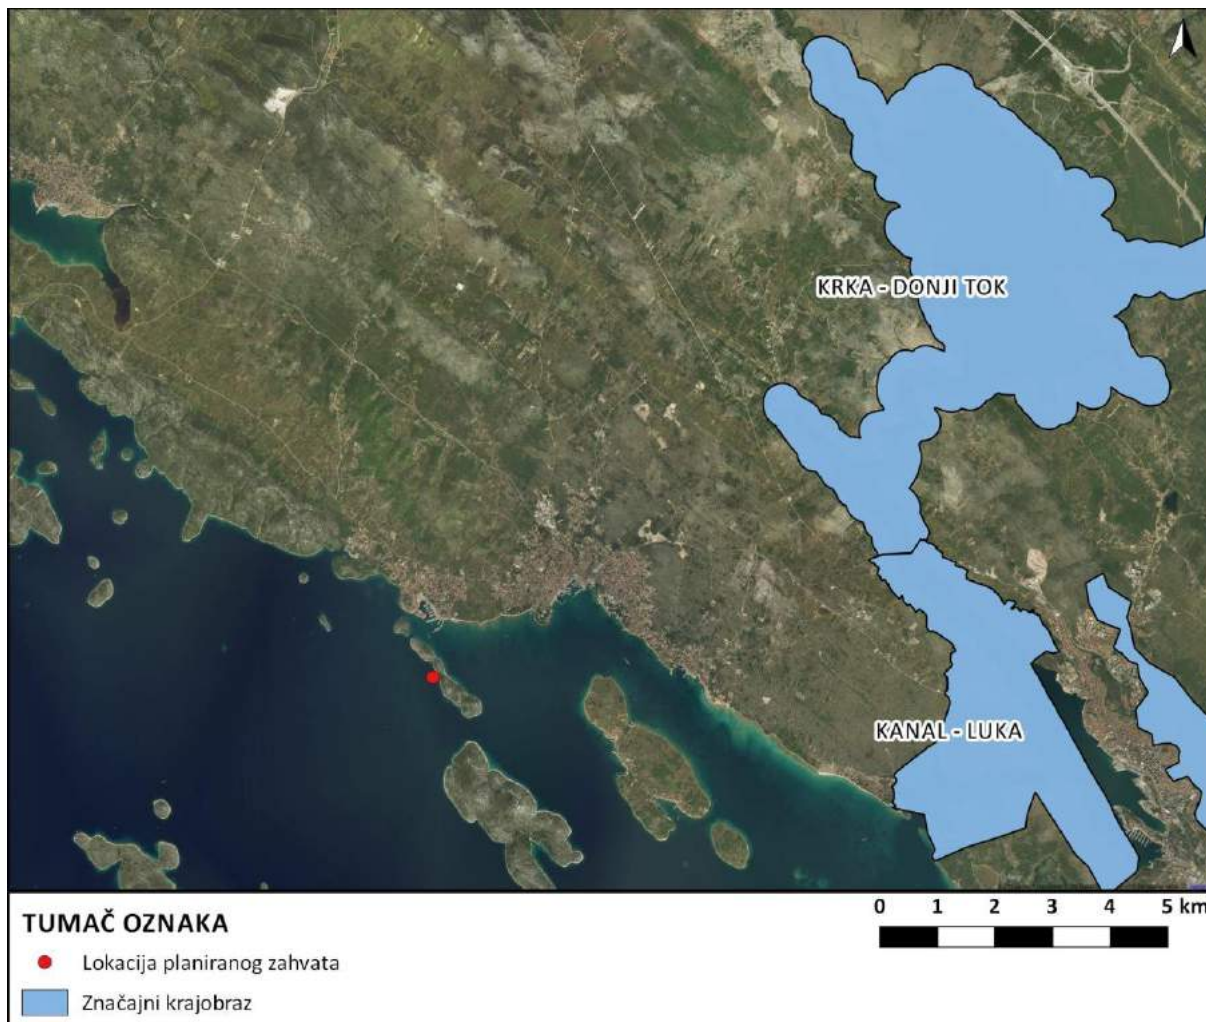 KRKA - DONJI TOK
KANAL - LUKA
TUMAČ OZNAKA
Lokacija planiranog zahvata
Značajni krajobraz
0 1 2 3 4 5 km